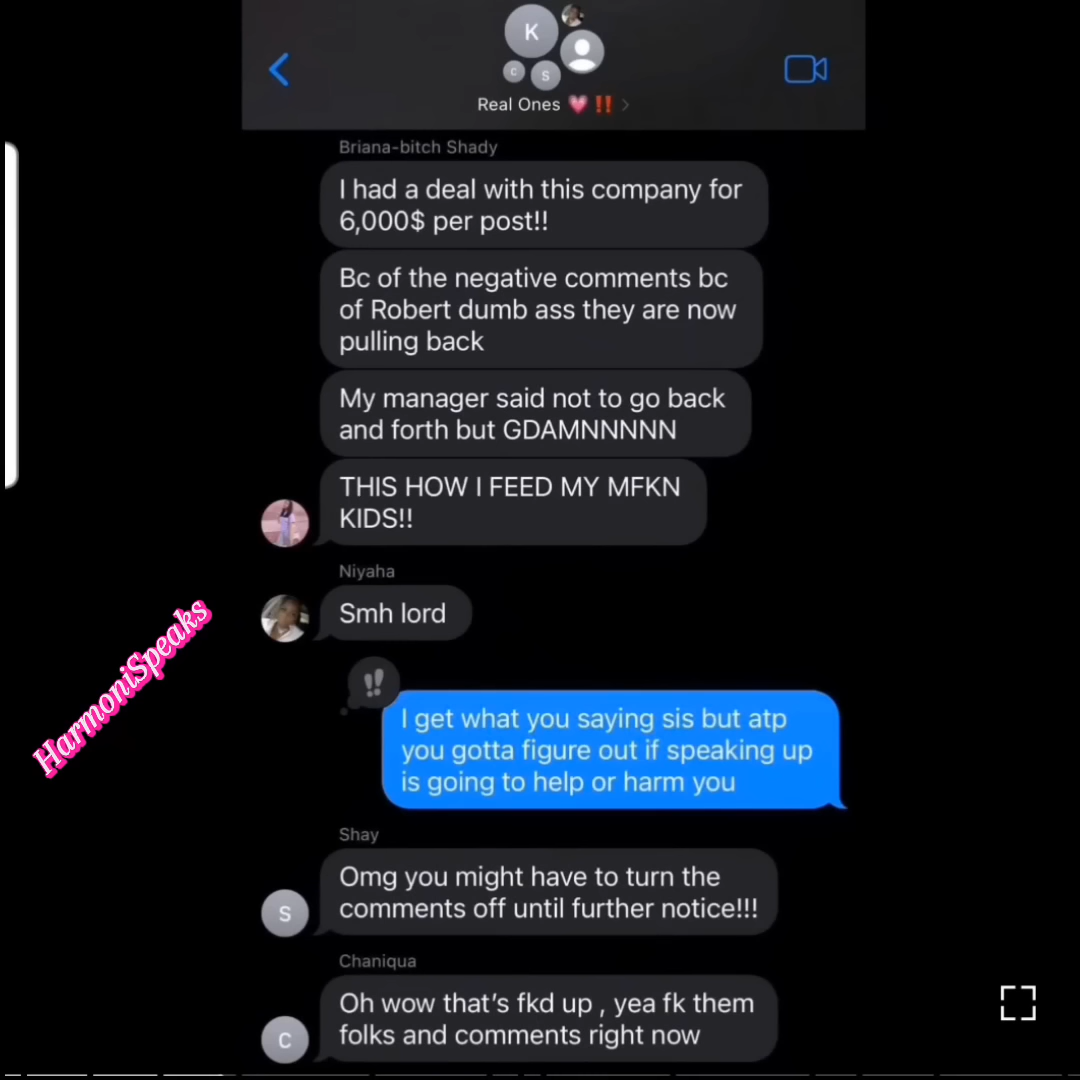 K
C
S
Real Ones 💗‼️ >
Briana-bitch Shady
I had a deal with this company for
6,000$ per post!!
Bc of the negative comments bc
of Robert dumb ass they are now
pulling back
My manager said not to go back
and forth but GDAMNNNNN
THIS HOW I FEED MY MFKN
KIDS!!
Niyaha
Smh lord
HarmoniSpeaks
!!
I get what you saying sis but atp
you gotta figure out if speaking up
is going to help or harm you
Shay
Omg you might have to turn the
comments off until further notice!!!
S
Chaniqua
Oh wow that's fkd up , yea fk them
folks and comments right now
C